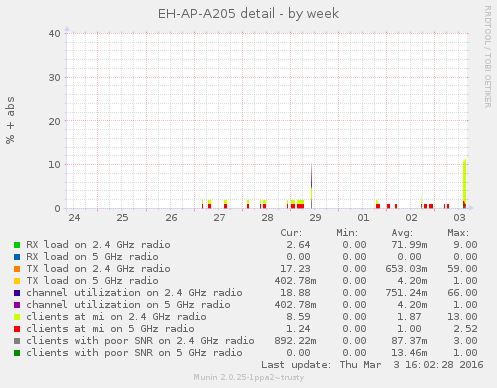 EH-AP-A205 detail - by week
RRDTOOL / TOBI OETIKER
% + abs
40
30
20
10
0
24 25 26 27 28 29 01 02 03
Cur: Min: Avg: Max:
RX load on 2.4 GHz radio 2.64 0.00 71.99m 9.00
RX load on 5 GHz radio 0.00 0.00 0.00 0.00
TX load on 2.4 GHz radio 17.23 0.00 653.03m 59.00
TX load on 5 GHz radio 402.78m 0.00 4.20m 1.00
channel utilization on 2.4 GHz radio 18.88 0.00 751.24m 66.00
channel utilization on 5 GHz radio 402.78m 0.00 4.20m 1.00
clients at mi on 2.4 GHz radio 8.59 0.00 1.87 13.00
clients at mi on 5 GHz radio 1.24 0.00 1.00 2.52
clients with poor SNR on 2.4 GHz radio 892.22m 0.00 87.37m 3.00
clients with poor SNR on 5 GHz radio 0.00 0.00 13.46m 1.00
Last update: Thu Mar 3 16:02:28 2016
Munin 2.0.25-1ppa2~trusty